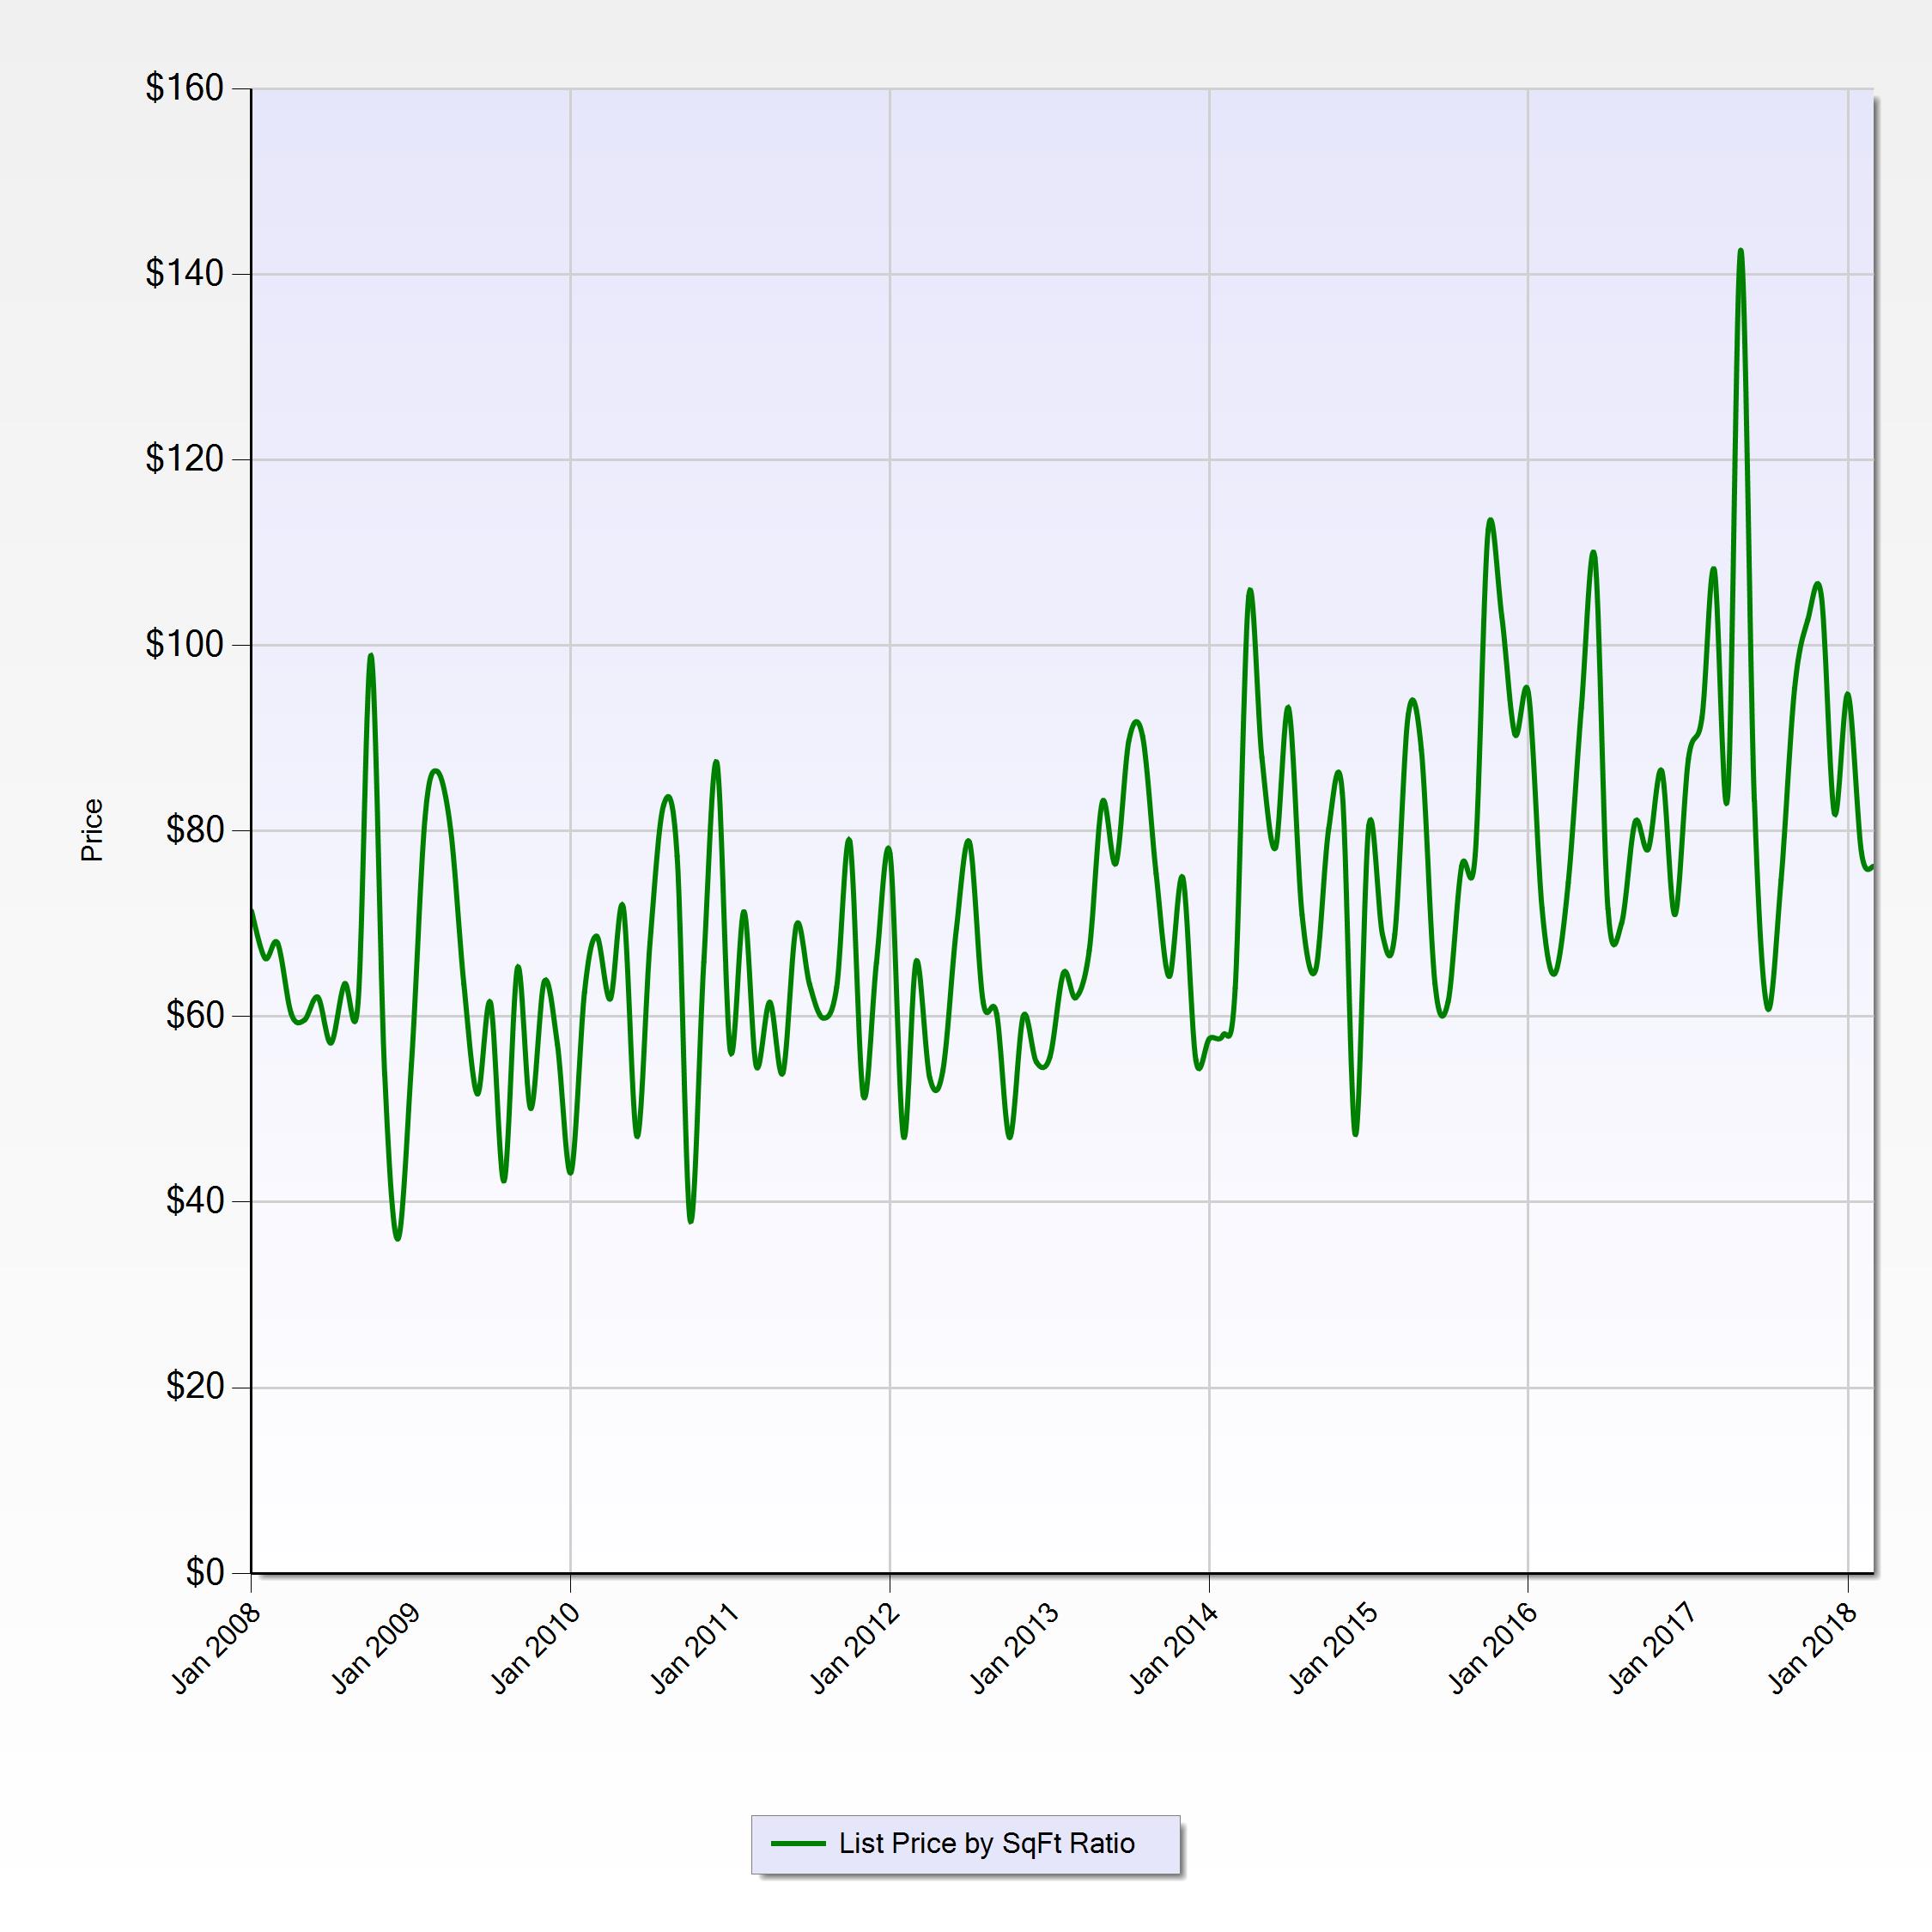 $160
$140
$120
$100
$80
$60
$40
$20
$0
Price
Jan 2008
Jan 2009
Jan 2010
Jan 2011
Jan 2012
Jan 2013
Jan 2014
Jan 2015
Jan 2016
Jan 2017
Jan 2018
List Price by SqFt Ratio